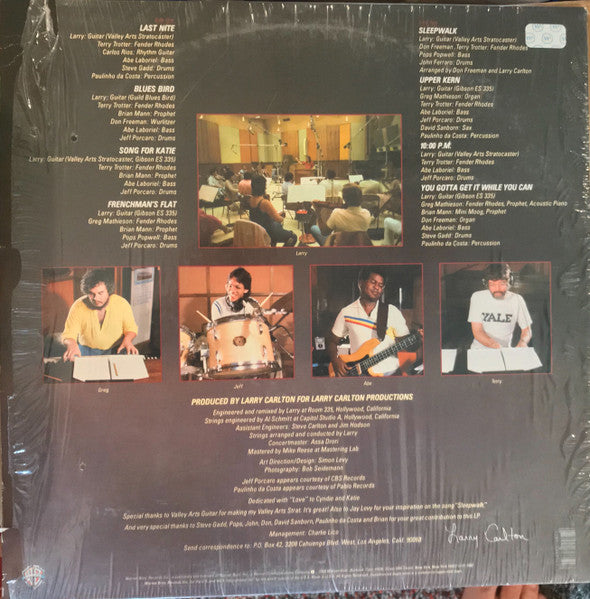 LAST NITE
Larry: Guitar (Valley Arts Stratocaster)
Terry Trotter: Fender Rhodes
Carlos Rios: Rhythm Guitar
Abe Laboriel: Bass
Steve Gadd: Drums
Paulinho da Costa: Percussion
BLUES BIRD
Larry: Guitar (Guild Blues Bird)
Terry Trotter: Fender Rhodes
Brian Mann: Prophet
Don Freeman: Wurlitzer
Abe Laboriel: Bass
Jeff Porcaro: Drums
SONG FOR KATIE
Larry: Guitar (Valley Arts Stratocaster, Gibson ES 335)
Terry Trotter: Fender Rhodes
Brian Mann: Prophet
Abe Laboriel: Bass
Jeff Porcaro: Drums
FRENCHMAN'S FLAT
Larry: Guitar (Gibson ES 335)
Greg Mathieson: Fender Rhodes
Brian Mann: Prophet
Pops Popwell: Bass
Jeff Porcaro: Drums
SLEEPWALK
Larry: Guitar (Valley Arts Stratocaster)
Don Freeman, Terry Trotter: Fender Rhodes
Pops Popwell: Bass
John Ferraro: Drums
Arranged by Don Freeman and Larry Carlton
UPPER KERN
Larry: Guitar (Gibson ES 335)
Greg Mathieson: Organ
Terry Trotter: Fender Rhodes
Abe Laboriel: Bass
Jeff Porcaro: Drums
David Sanborn: Sax
Paulinho da Costa: Percussion
10:00 P.M.
Larry: Guitar (Valley Arts Stratocaster)
Terry Trotter: Fender Rhodes
Abe Laboriel: Bass
Jeff Porcaro: Drums
YOU GOTTA GET IT WHILE YOU CAN
Larry: Guitar (Gibson ES 335)
Greg Mathieson: Fender Rhodes, Prophet, Acoustic Piano
Brian Mann: Mini Moog, Prophet
Don Freeman: Organ
Abe Laboriel: Bass
Steve Gadd: Drums
Paulinho da Costa: Percussion
Larry
YALE
Greg
Jeff
Abe
Terry
PRODUCED BY LARRY CARLTON FOR LARRY CARLTON PRODUCTIONS
Engineered and remixed by Larry at Room 335, Hollywood, California
Strings engineered by Al Schmitt at Capitol Studio A, Hollywood, California
Assistant Engineers: Steve Carlton and Jim Hodson
Strings arranged and conducted by Larry
Concertmaster: Assa Drori
Mastered by Mike Reese at Mastering Lab
Art Direction/Design: Simon Levy
Photography: Bob Seidemann
Jeff Porcaro appears courtesy of CBS Records
Paulinho da Costa appears courtesy of Pablo Records
Dedicated with "Love" to Cyndie and Katie
Special thanks to Valley Arts Guitar for making my Valley Arts Strat. It's great! Also to Jay Levy for your inspiration on the song "Sleepwalk."
And very special thanks to Steve Gadd, Pops, John, Don, David Sanborn, Paulinho da Costa and Brian for your great contribution to this LP.
Management: Charlie Lico
Send correspondence to: P.O. Box 42, 3208 Cahuenga Blvd. West, Los Angeles, Calif. 90068
Larry Carlton